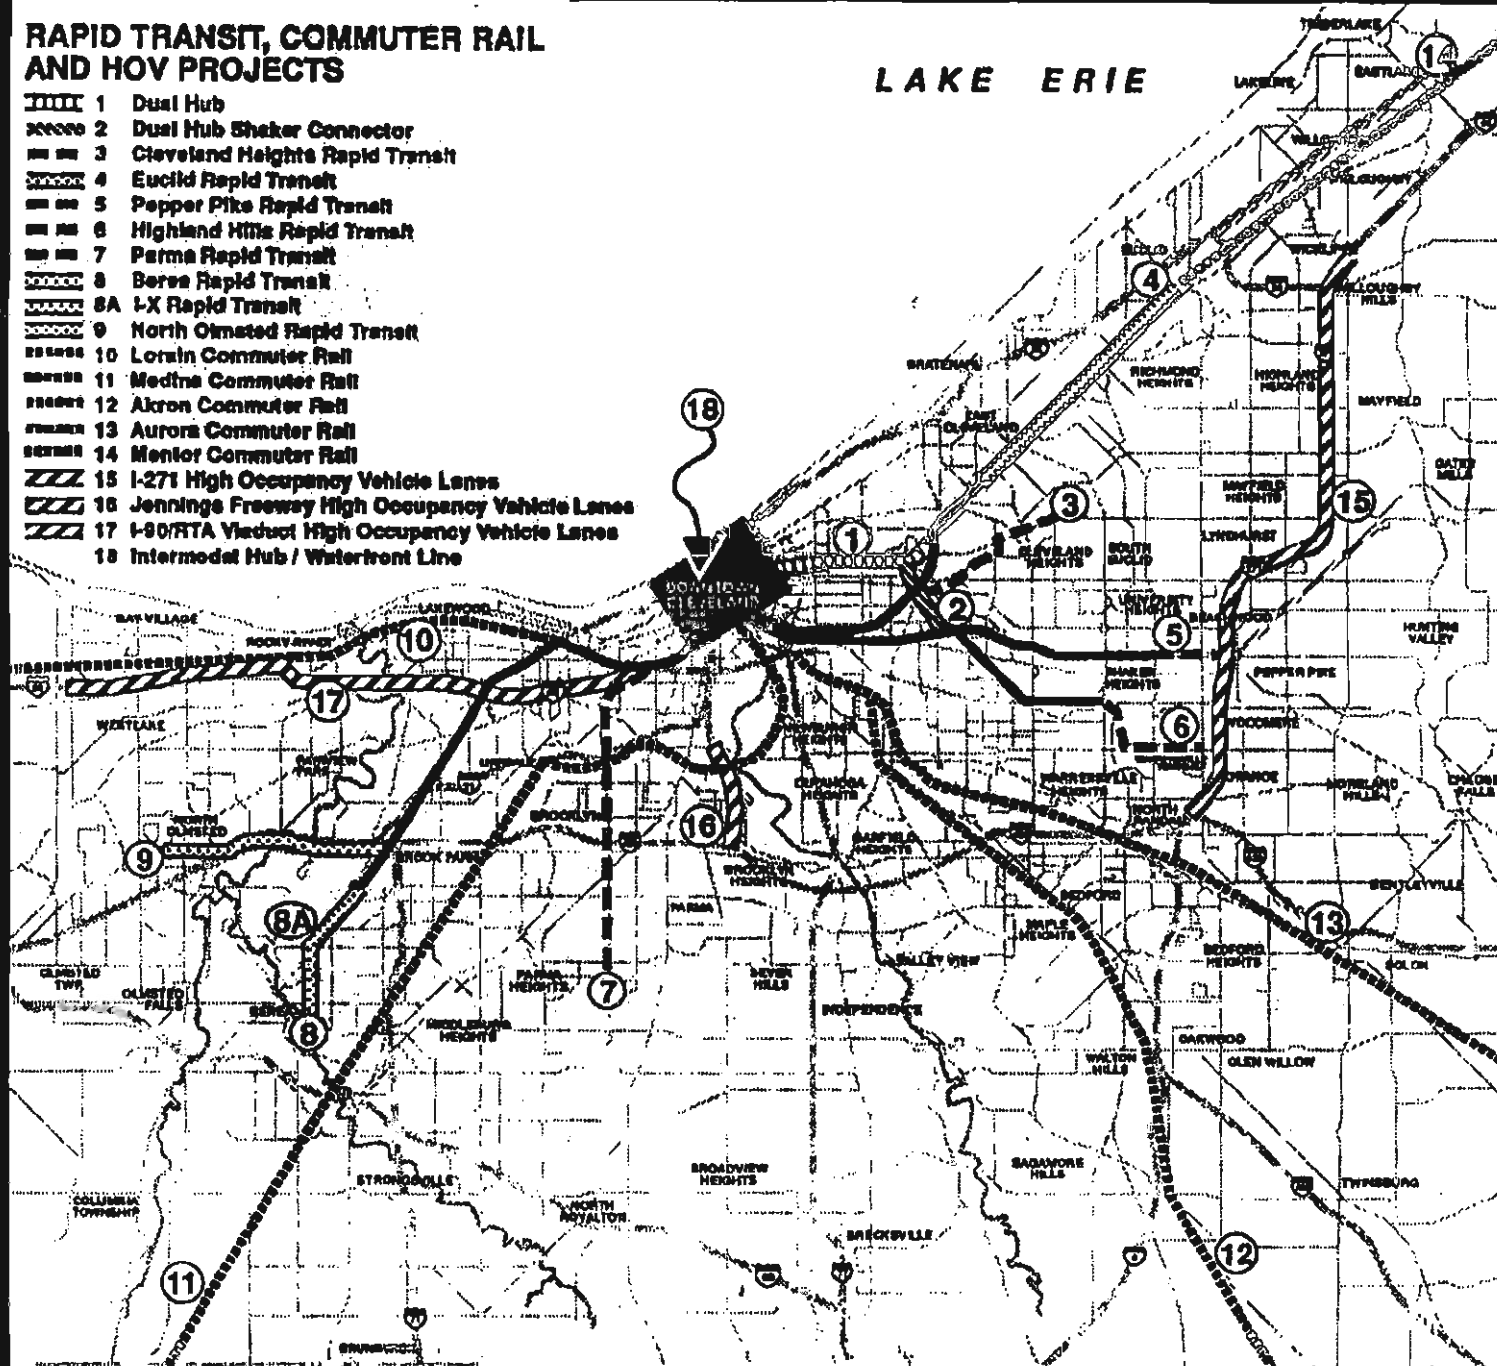 RAPID TRANSIT, COMMUTER RAIL
AND HOV PROJECTS
1 Dual Hub
2 Dual Hub Shaker Connector
3 Cleveland Heights Rapid Transit
4 Euclid Rapid Transit
5 Pepper Pike Rapid Transit
6 Highland Hills Rapid Transit
7 Parma Rapid Transit
8 Berea Rapid Transit
8A I-X Rapid Transit
9 North Olmsted Rapid Transit
10 Lorain Commuter Rail
11 Medina Commuter Rail
12 Akron Commuter Rail
13 Aurora Commuter Rail
14 Mentor Commuter Rail
15 I-271 High Occupancy Vehicle Lanes
16 Jennings Freeway High Occupancy Vehicle Lanes
17 I-90/RTA Viaduct High Occupancy Vehicle Lanes
18 Intermodal Hub / Waterfront Line
LAKE ERIE
TIMBERLAKE
EASTLAKE
LAKELINE
14
WILLOUGHBY
EUCLID
WICKLIFFE
4
WILLOUGHBY
HILLS
BRATENAHL
RICHMOND
HEIGHTS
HIGHLAND
HEIGHTS
MAYFIELD
18
EAST
CLEVELAND
GATES
MILLS
MAYFIELD
HEIGHTS
3
15
1
LYNDHURST
CLEVELAND
HEIGHTS
SOUTH
EUCLID
DOWNTOWN
CLEVELAND
2
UNIVERSITY
HEIGHTS
BEACHWOOD
5
HUNTING
VALLEY
BAY VILLAGE
LAKEWOOD
ROCKY RIVER
10
SHAKER
HEIGHTS
PEPPER PIKE
17
WESTLAKE
6
WOODMERE
NEWBURGH
HEIGHTS
FAIRVIEW
PARK
CUYAHOGA
HEIGHTS
WARRENSVILLE
HEIGHTS
ORANGE
MORELAND
HILLS
CHAGRIN
FALLS
NORTH
OLMSTED
BROOKLYN
16
GARFIELD
HEIGHTS
NORTH
RANDALL
9
BROOK PARK
BROOKLYN
HEIGHTS
BENTLEYVILLE
8A
PARMA
BEDFORD
MAPLE
HEIGHTS
13
BEDFORD
HEIGHTS
SOLON
OLMSTED
TWP.
OLMSTED
FALLS
PARMA
HEIGHTS
7
SEVEN
HILLS
VALLEY VIEW
BEREA
8
MIDDLEBURG
HEIGHTS
INDEPENDENCE
OAKWOOD
WALTON
HILLS
GLEN WILLOW
STRONGSVILLE
BROADVIEW
HEIGHTS
SAGAMORE
HILLS
TWINSBURG
COLUMBIA
TOWNSHIP
NORTH
ROYALTON
BRECKSVILLE
11
12
BRUNSWICK